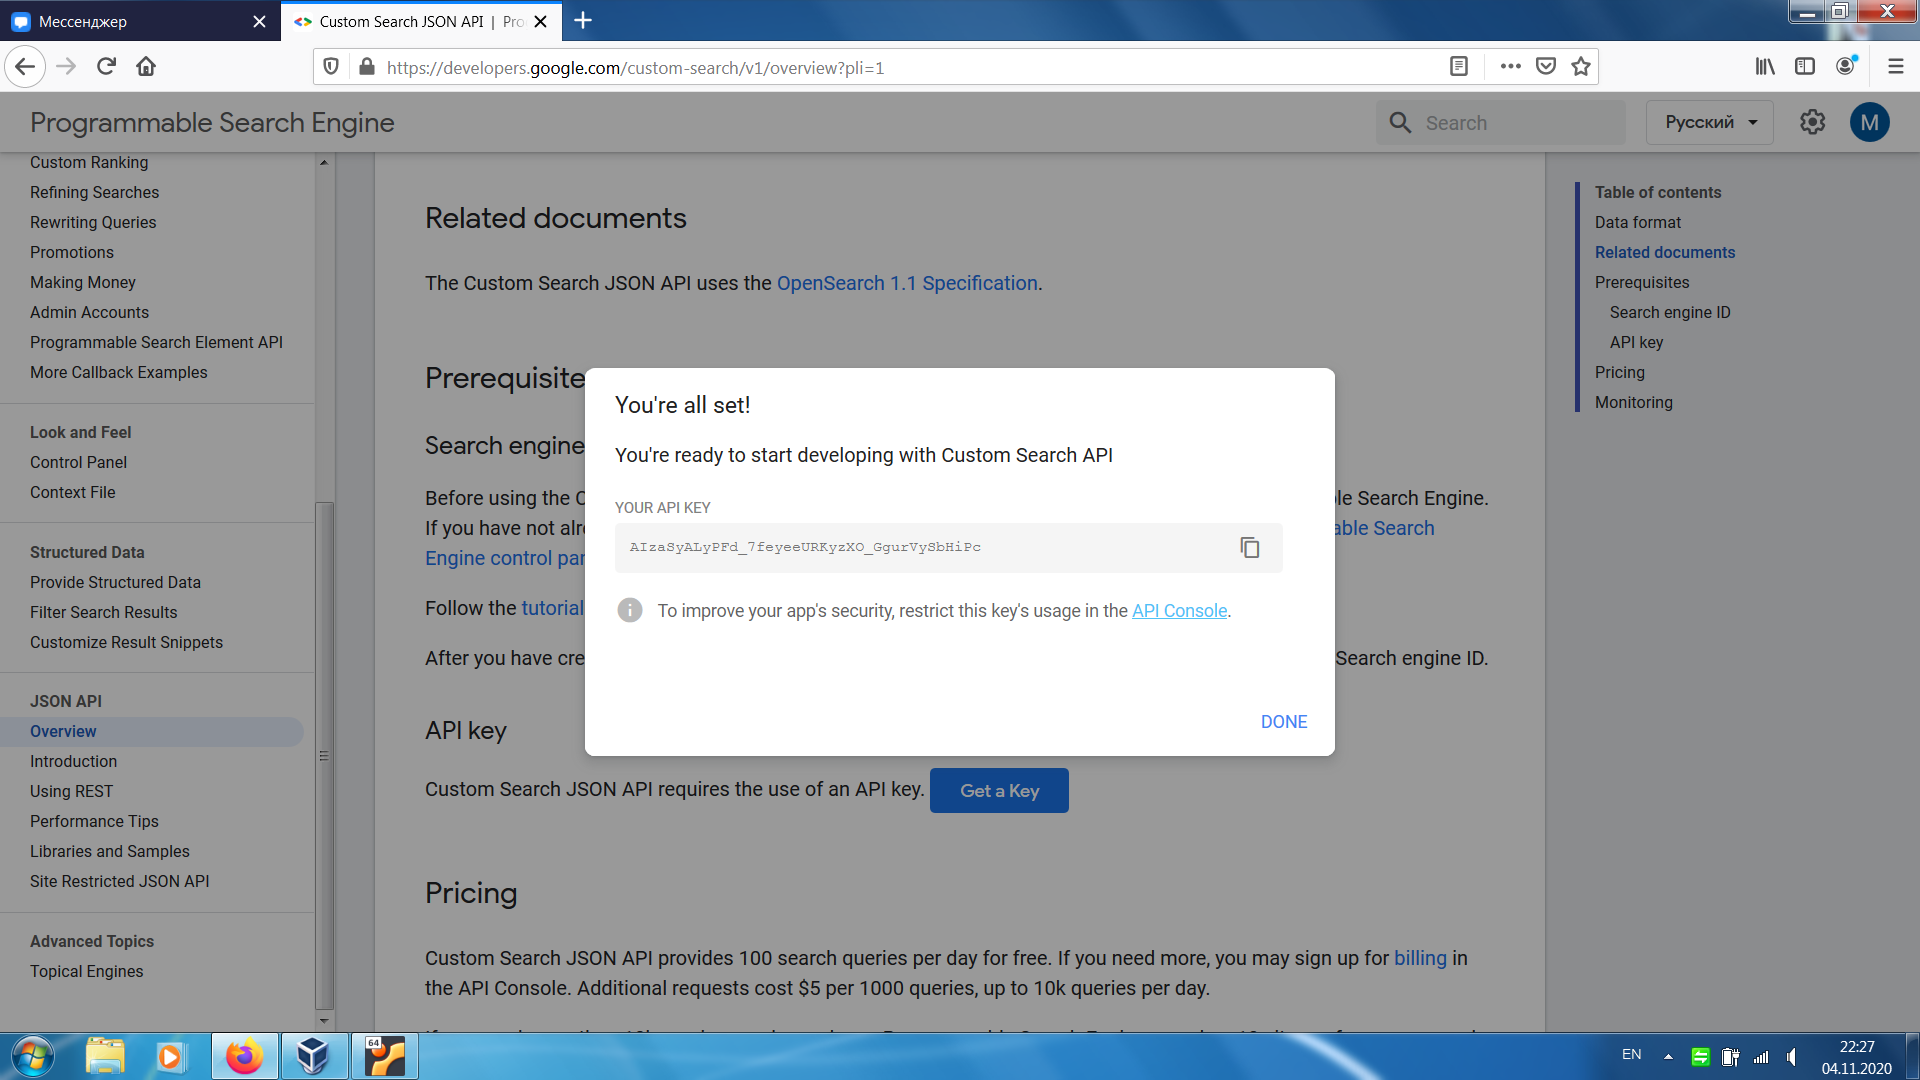 Мессенджер
Custom Search JSON API | Pro
https://developers.google.com/custom-search/v1/overview?pli=1
Programmable Search Engine
Search
Русский
M
Custom Ranking
Refining Searches
Rewriting Queries
Promotions
Making Money
Admin Accounts
Programmable Search Element API
More Callback Examples
Look and Feel
Control Panel
Context File
Structured Data
Provide Structured Data
Filter Search Results
Customize Result Snippets
JSON API
Overview
Introduction
Using REST
Performance Tips
Libraries and Samples
Site Restricted JSON API
Advanced Topics
Topical Engines
Related documents
The Custom Search JSON API uses the OpenSearch 1.1 Specification.
Prerequisite
Search engine
Before using the C
le Search Engine.
If you have not alr
able Search
Engine control par
Follow the tutorial
After you have cre
Search engine ID.
You're all set!
You're ready to start developing with Custom Search API
YOUR API KEY
AIzaSyALyPFd_7feyeeURKyzXO_GgurVySbHiPc
To improve your app's security, restrict this key's usage in the API Console.
DONE
API key
Custom Search JSON API requires the use of an API key. Get a Key
Pricing
Custom Search JSON API provides 100 search queries per day for free. If you need more, you may sign up for billing in
the API Console. Additional requests cost $5 per 1000 queries, up to 10k queries per day.
Table of contents
Data format
Related documents
Prerequisites
Search engine ID
API key
Pricing
Monitoring
64
EN
22:27
04.11.2020